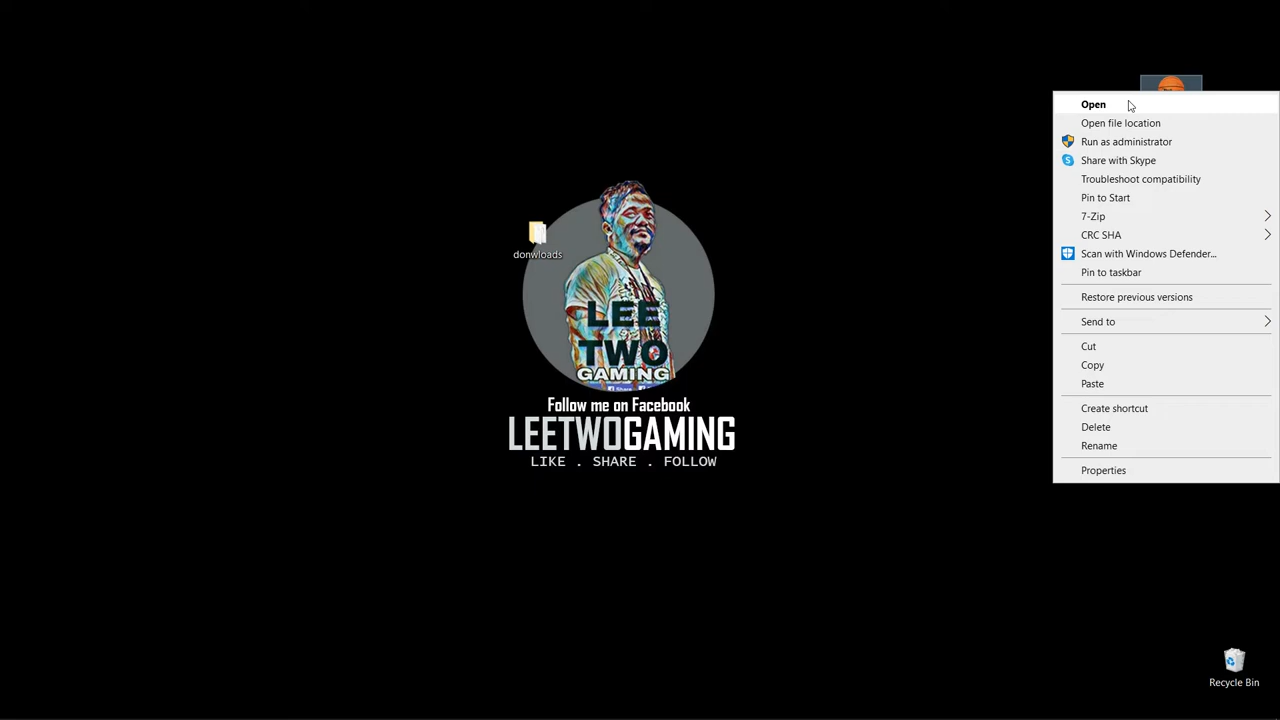 Open
Open file location
Run as administrator
Share with Skype
Troubleshoot compatibility
Pin to Start
7-Zip
CRC SHA
Scan with Windows Defender...
Pin to taskbar
Restore previous versions
Send to
Cut
Copy
Paste
Create shortcut
Delete
Rename
Properties
donwloads
LEE
TWO
GAMING
Share
Follow me on Facebook
LEETWOGAMING
LIKE . SHARE . FOLLOW
Recycle Bin